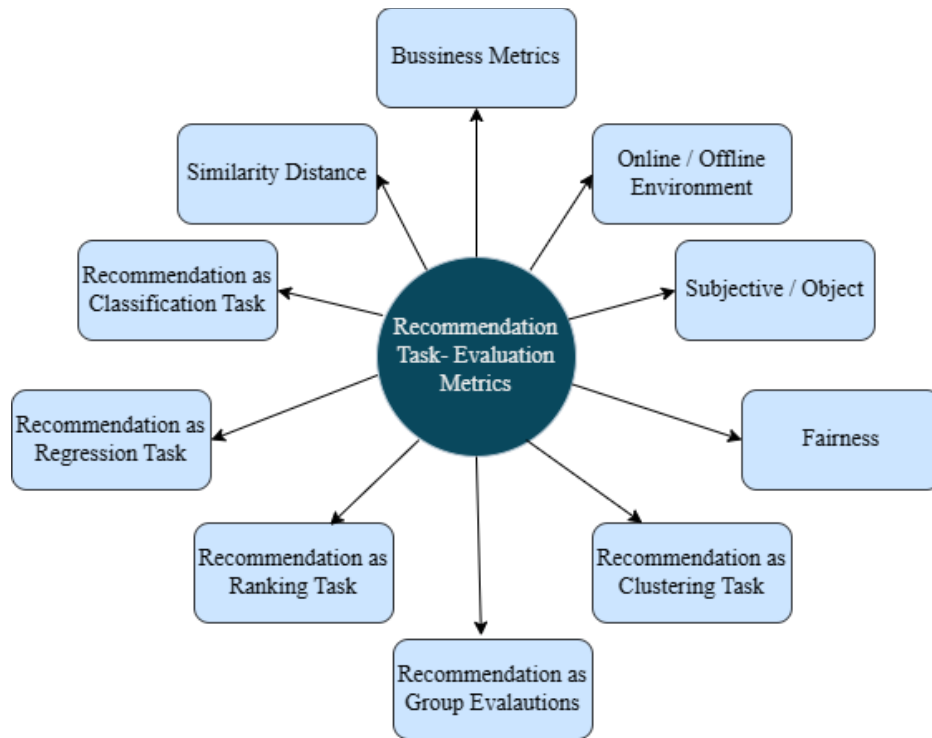 Bussiness Metrics
Similarity Distance
Online / Offline
Environment
Recommendation as
Classification Task
Subjective / Object
Recommendation
Task- Evaluation
Metrics
Recommendation as
Regression Task
Fairness
Recommendation as
Ranking Task
Recommendation as
Clustering Task
Recommendation as
Group Evalautions